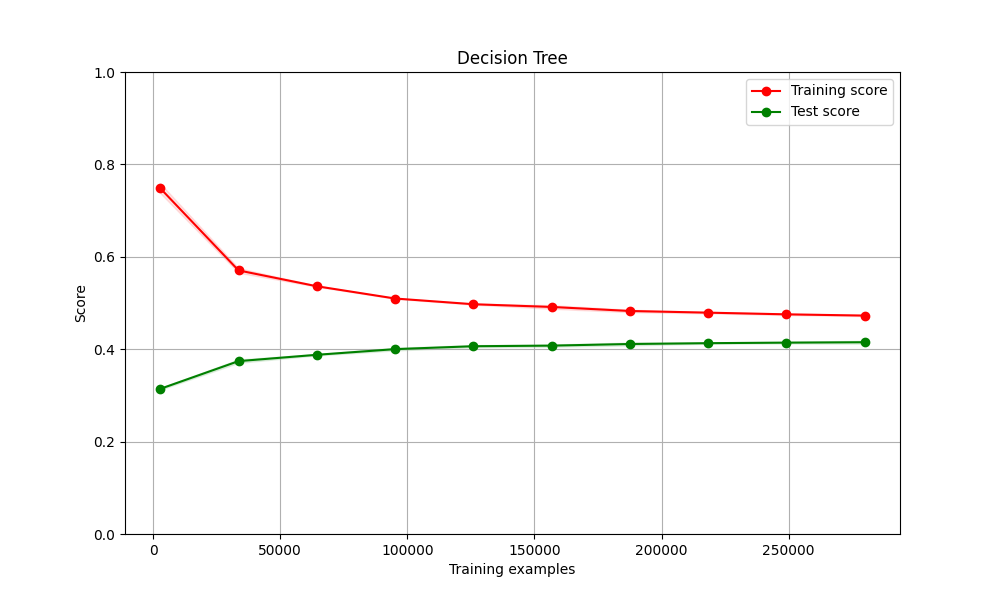 Decision Tree
1.0
0.8
0.6
0.4
0.2
0.0
Score
Training score
Test score
0 50000 100000 150000 200000 250000
Training examples